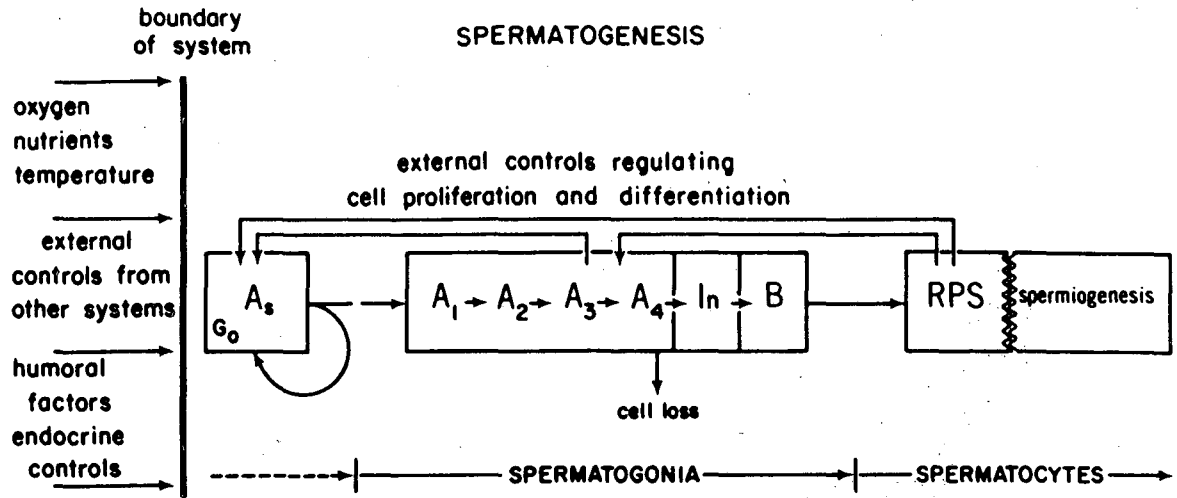 boundary
of system
SPERMATOGENESIS
oxygen
nutrients
temperature
external controls regulating
cell proliferation and differentiation
external
controls from
other systems
As
Go
A1 → A2 → A3 → A4 → In → B
RPS
spermiogenesis
humoral
factors
endocrine
controls
cell loss
SPERMATOGONIA
SPERMATOCYTES